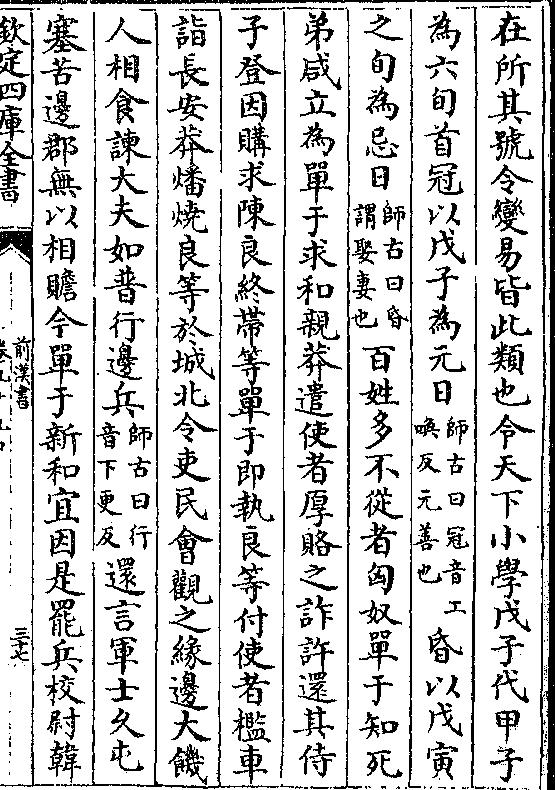 在所其號令變易皆此類也令天下小學戊子代甲子
為六旬首冠以戊子為元日師古曰冠音工喚反元善也昏以戊寅
之旬為忌日師古曰昏謂娶妻也百姓多不從者匈奴單于知死
弟咸立為單于求和親莽遣使者厚賂之詐許還其侍
子登因購求陳良終帶等單于即執良等付使者檻車
詣長安莽燔燒良等於城北令吏民會觀之緣邊大饑
人相食諫大夫如普行邊兵師古曰行音下更反還言軍士久屯
塞苦邊郡無以相贍今單于新和宜因是罷兵校尉韓
欽定四庫全書
前漢書
三七